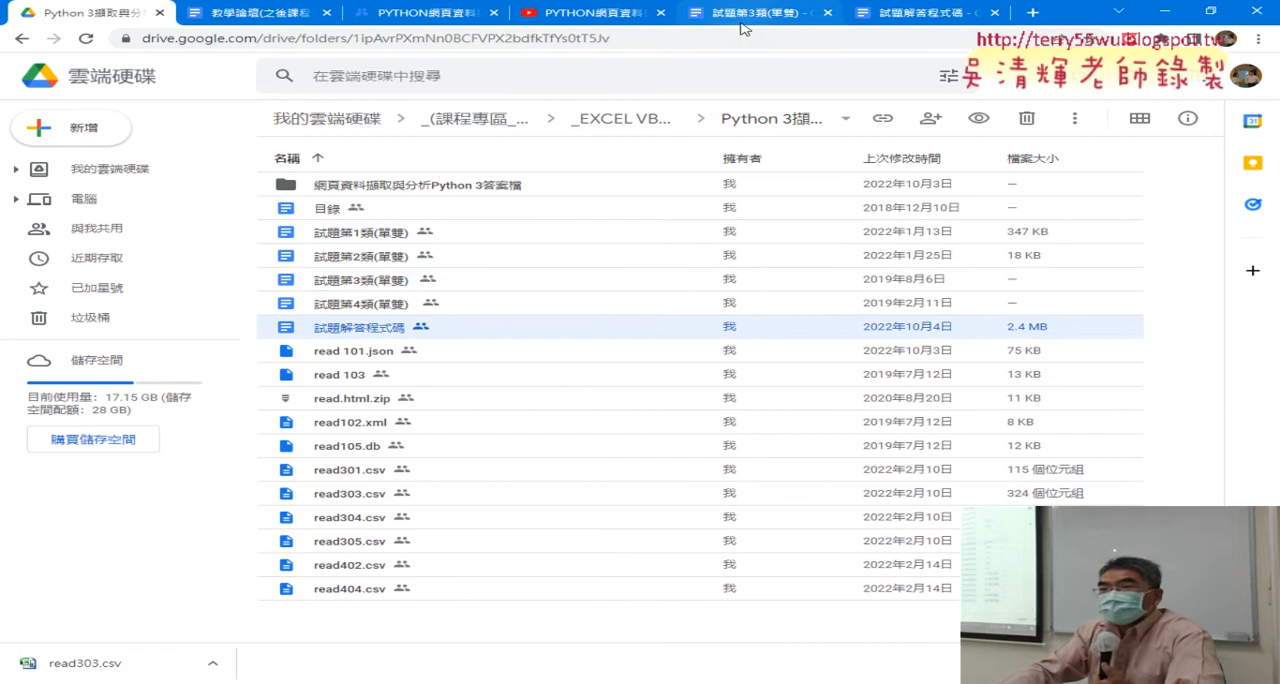 Python 3擷取與分
教學論壇(之後課程
PYTHON網頁資料
PYTHON網頁資料
試題第3類(單雙) -
試題解答程式碼 -
drive.google.com/drive/folders/1ipAvrPXmNn0BCFVPX2bdfkTfYs0tT5Jv
http://terry55wu.blogspot.tw
吳清輝老師錄製
雲端硬碟
在雲端硬碟中搜尋
新增
我的雲端硬碟 > _(課程專區_... > _EXCEL VB... > Python 3擷...
名稱 擁有者 上次修改時間 檔案大小
我的雲端硬碟
電腦
與我共用
近期存取
已加星號
垃圾桶
儲存空間
目前使用量: 17.15 GB (儲存
空間配額: 28 GB)
購買儲存空間
網頁資料擷取與分析Python 3答案檔 我 2022年10月3日 —
目錄 我 2018年12月10日 —
試題第1類(單雙) 我 2022年1月13日 347 KB
試題第2類(單雙) 我 2022年1月25日 18 KB
試題第3類(單雙) 我 2019年8月6日 —
試題第4類(單雙) 我 2019年2月11日 —
試題解答程式碼 我 2022年10月4日 2.4 MB
read 101.json 我 2022年10月3日 75 KB
read 103 我 2019年7月12日 13 KB
read.html.zip 我 2020年8月20日 11 KB
read102.xml 我 2019年7月12日 8 KB
read105.db 我 2019年7月12日 12 KB
read301.csv 我 2022年2月10日 115 個位元組
read303.csv 我 2022年2月10日 324 個位元組
read304.csv 我 2022年2月10日
read305.csv 我 2022年2月10日
read402.csv 我 2022年2月14日
read404.csv 我 2022年2月14日
read303.csv